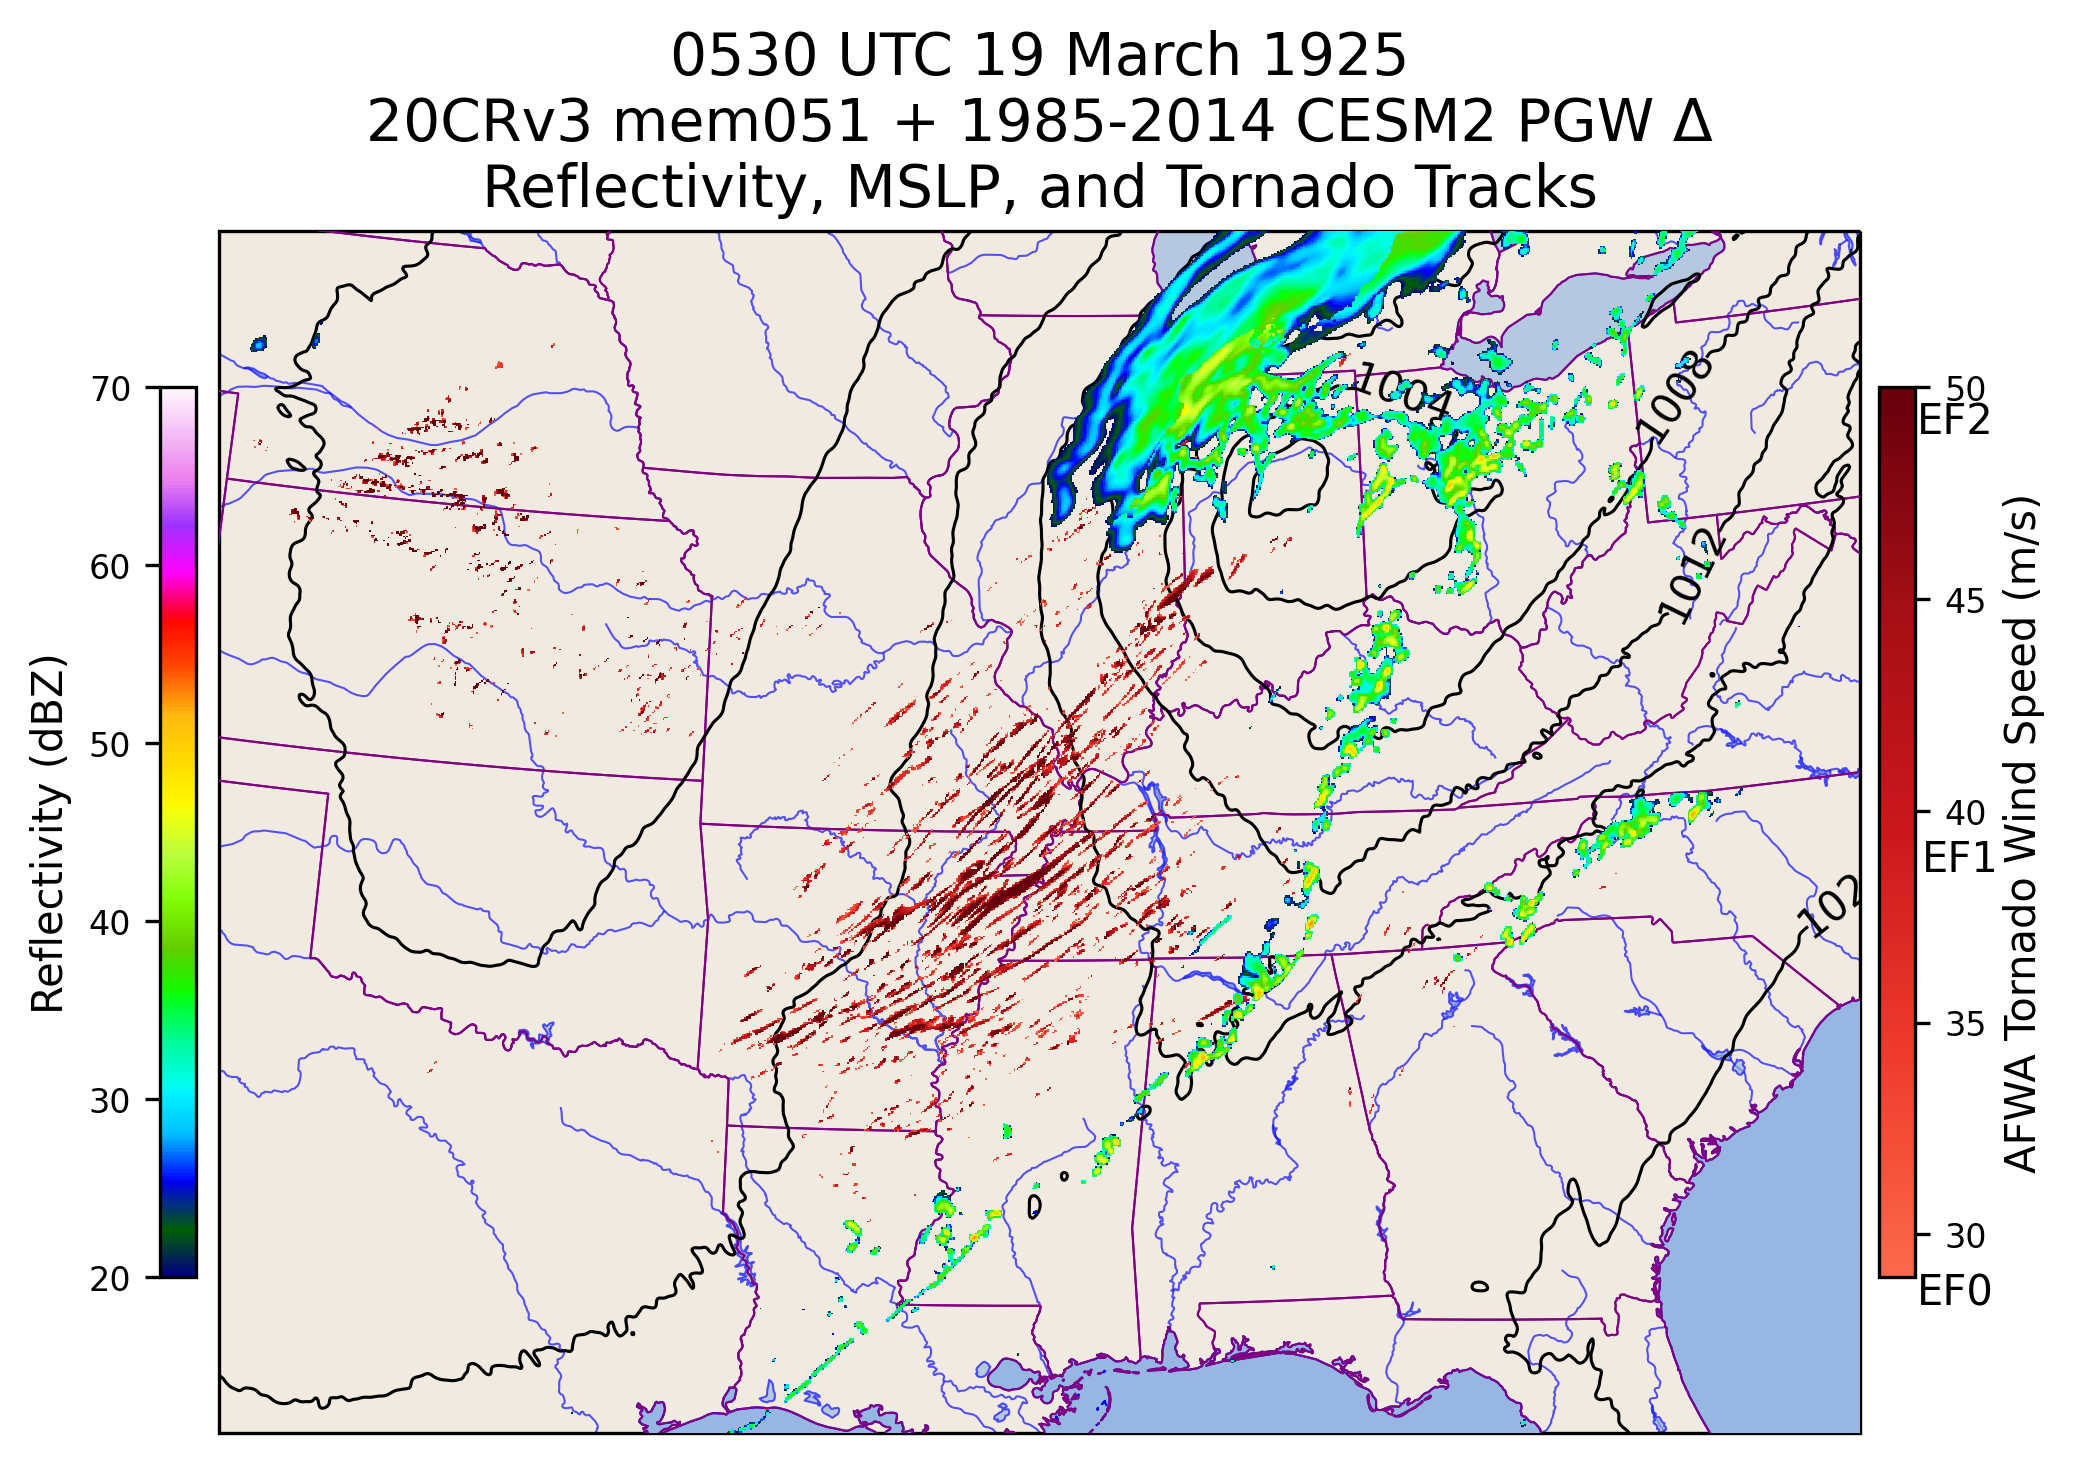 0530 UTC 19 March 1925
20CRv3 mem051 + 1985-2014 CESM2 PGW Δ
Reflectivity, MSLP, and Tornado Tracks
Reflectivity (dBZ)
70
60
50
40
30
20
1004
1008
1012
102
50
EF2
45
40
EF1
35
30
EF0
AFWA Tornado Wind Speed (m/s)